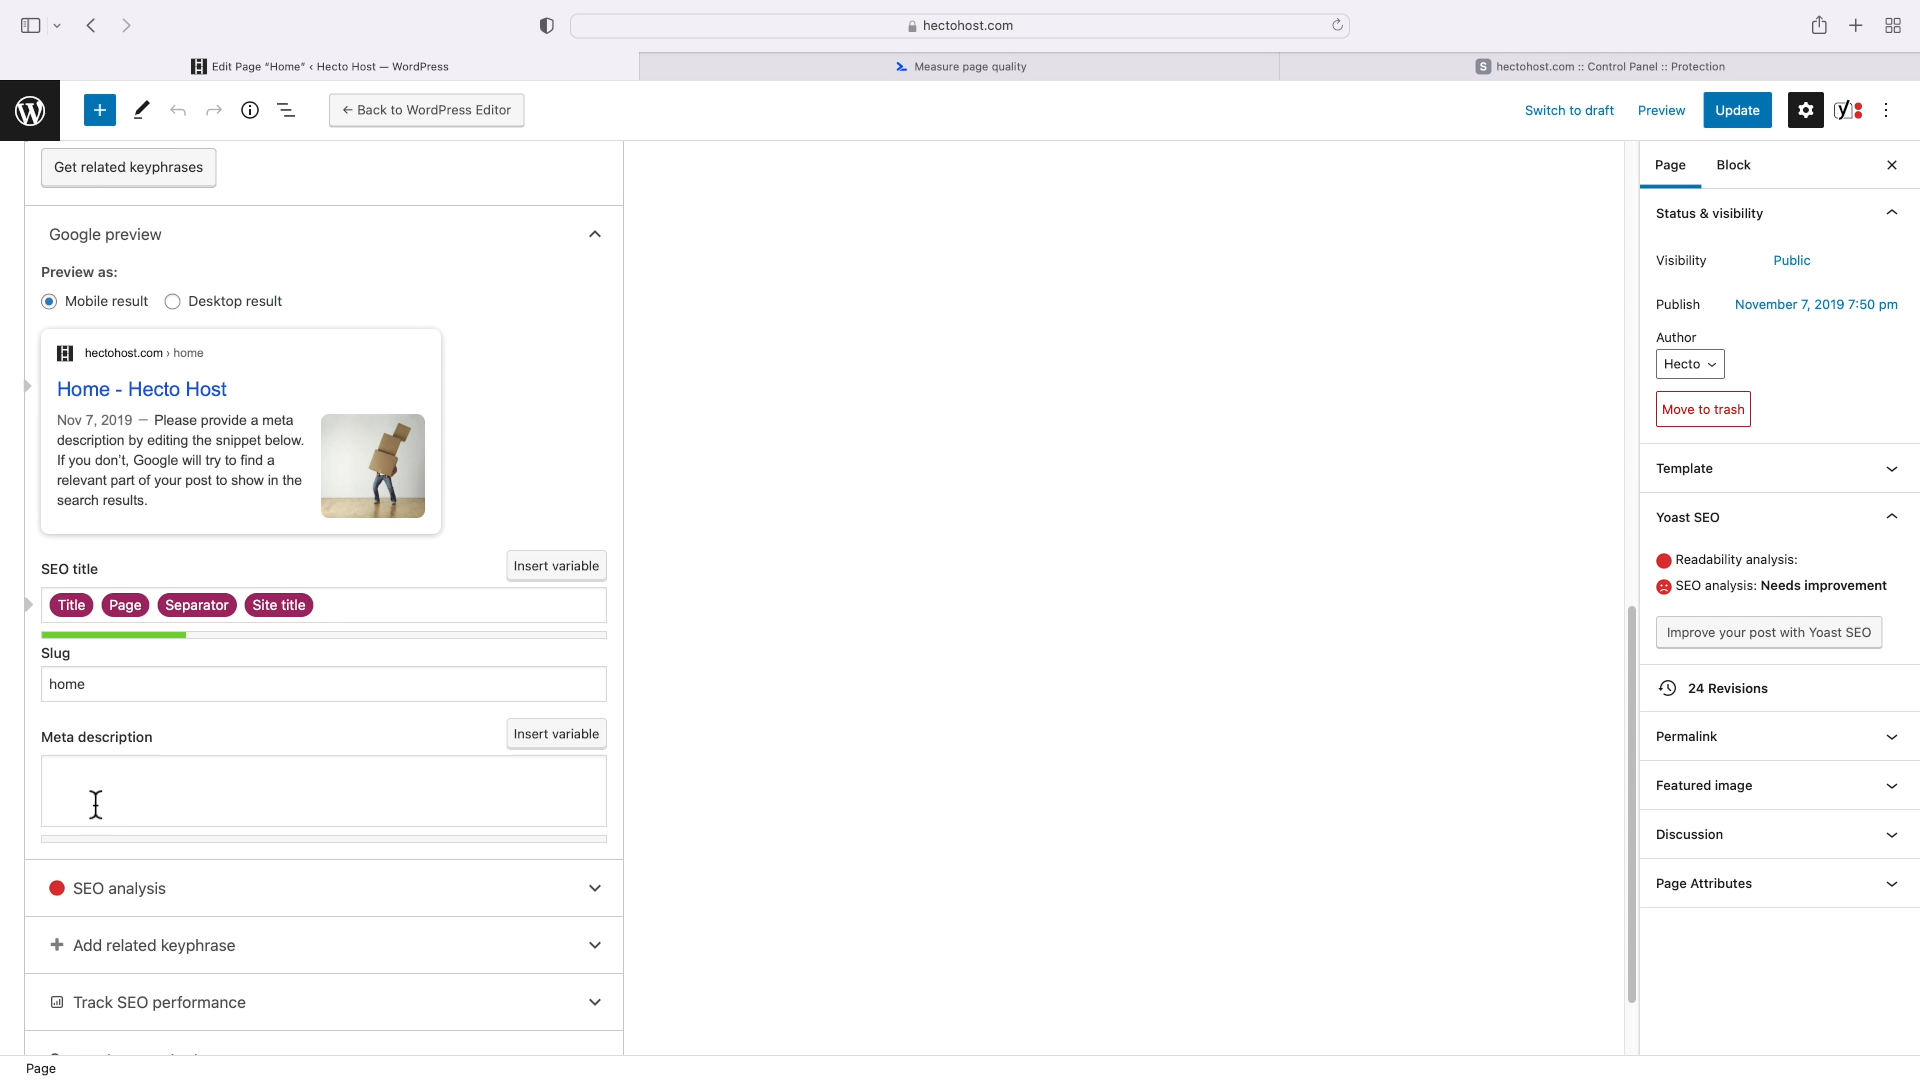 hectohost.com
Edit Page "Home" ‹ Hecto Host — WordPress
Measure page quality
S hectohost.com :: Control Panel :: Protection
← Back to WordPress Editor
Switch to draft
Preview
Update
Get related keyphrases
Google preview
Preview as:
Mobile result
Desktop result
hectohost.com › home
Home - Hecto Host
Nov 7, 2019 — Please provide a meta
description by editing the snippet below.
If you don't, Google will try to find a
relevant part of your post to show in the
search results.
SEO title
Insert variable
Title Page Separator Site title
Slug
home
Meta description
Insert variable
SEO analysis
Add related keyphrase
Track SEO performance
Page
Page
Block
Status & visibility
Visibility
Public
Publish
November 7, 2019 7:50 pm
Author
Hecto
Move to trash
Template
Yoast SEO
Readability analysis:
SEO analysis: Needs improvement
Improve your post with Yoast SEO
24 Revisions
Permalink
Featured image
Discussion
Page Attributes